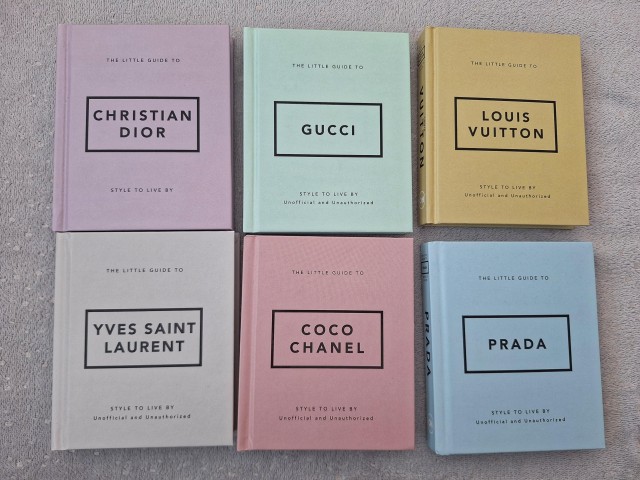 THE LITTLE GUIDE TO
CHRISTIAN
DIOR
STYLE TO LIVE BY
THE LITTLE GUIDE TO
GUCCI
STYLE TO LIVE BY
Unofficial and Unauthorized
VUITTON
THE LITTLE GUIDE TO
LOUIS
VUITTON
STYLE TO LIVE BY
Unofficial and Unauthorized
THE LITTLE GUIDE TO
YVES SAINT
LAURENT
STYLE TO LIVE BY
Unofficial and Unauthorized
THE LITTLE GUIDE TO
COCO
CHANEL
STYLE TO LIVE BY
Unofficial and Unauthorized
PRADA
THE LITTLE GUIDE TO
PRADA
STYLE TO LIVE BY
Unofficial and Unauthorized